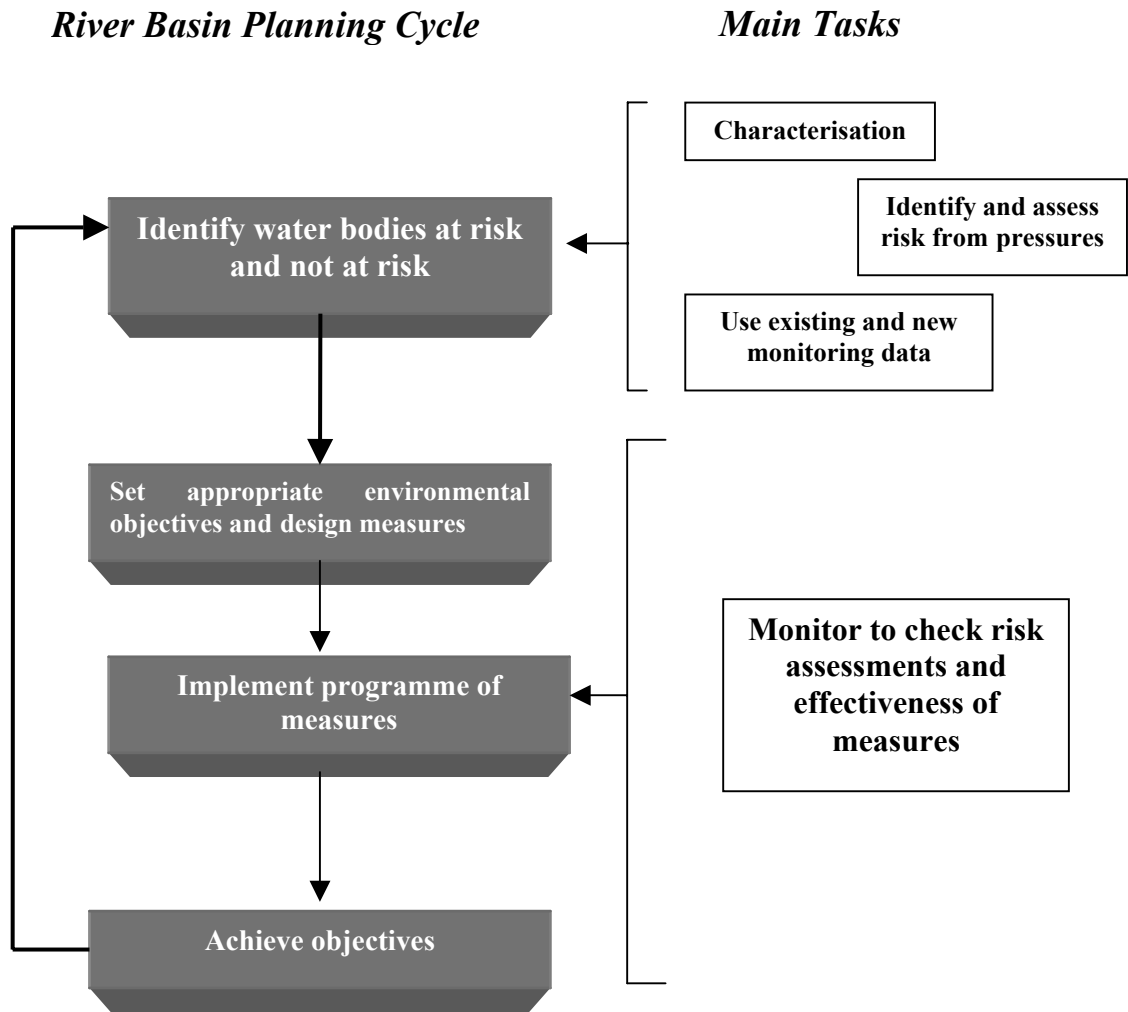 River Basin Planning Cycle
Main Tasks
Characterisation
Identify and assess
risk from pressures
Identify water bodies at risk
and not at risk
Use existing and new
monitoring data
Set appropriate environmental
objectives and design measures
Monitor to check risk
assessments and
effectiveness of
measures
Implement programme of
measures
Achieve objectives